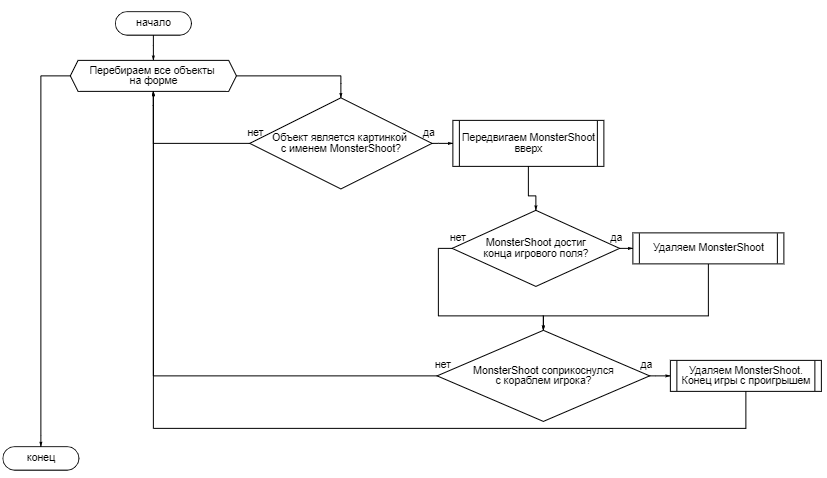 начало
Перебираем все объекты
на форме
нет
Объект является картинкой
с именем MonsterShoot?
да
Передвигаем MonsterShoot
вверх
нет
MonsterShoot достиг
конца игрового поля?
да
Удаляем MonsterShoot
нет
MonsterShoot соприкоснулся
с кораблем игрока?
да
Удаляем MonsterShoot.
Конец игры с проигрышем
конец